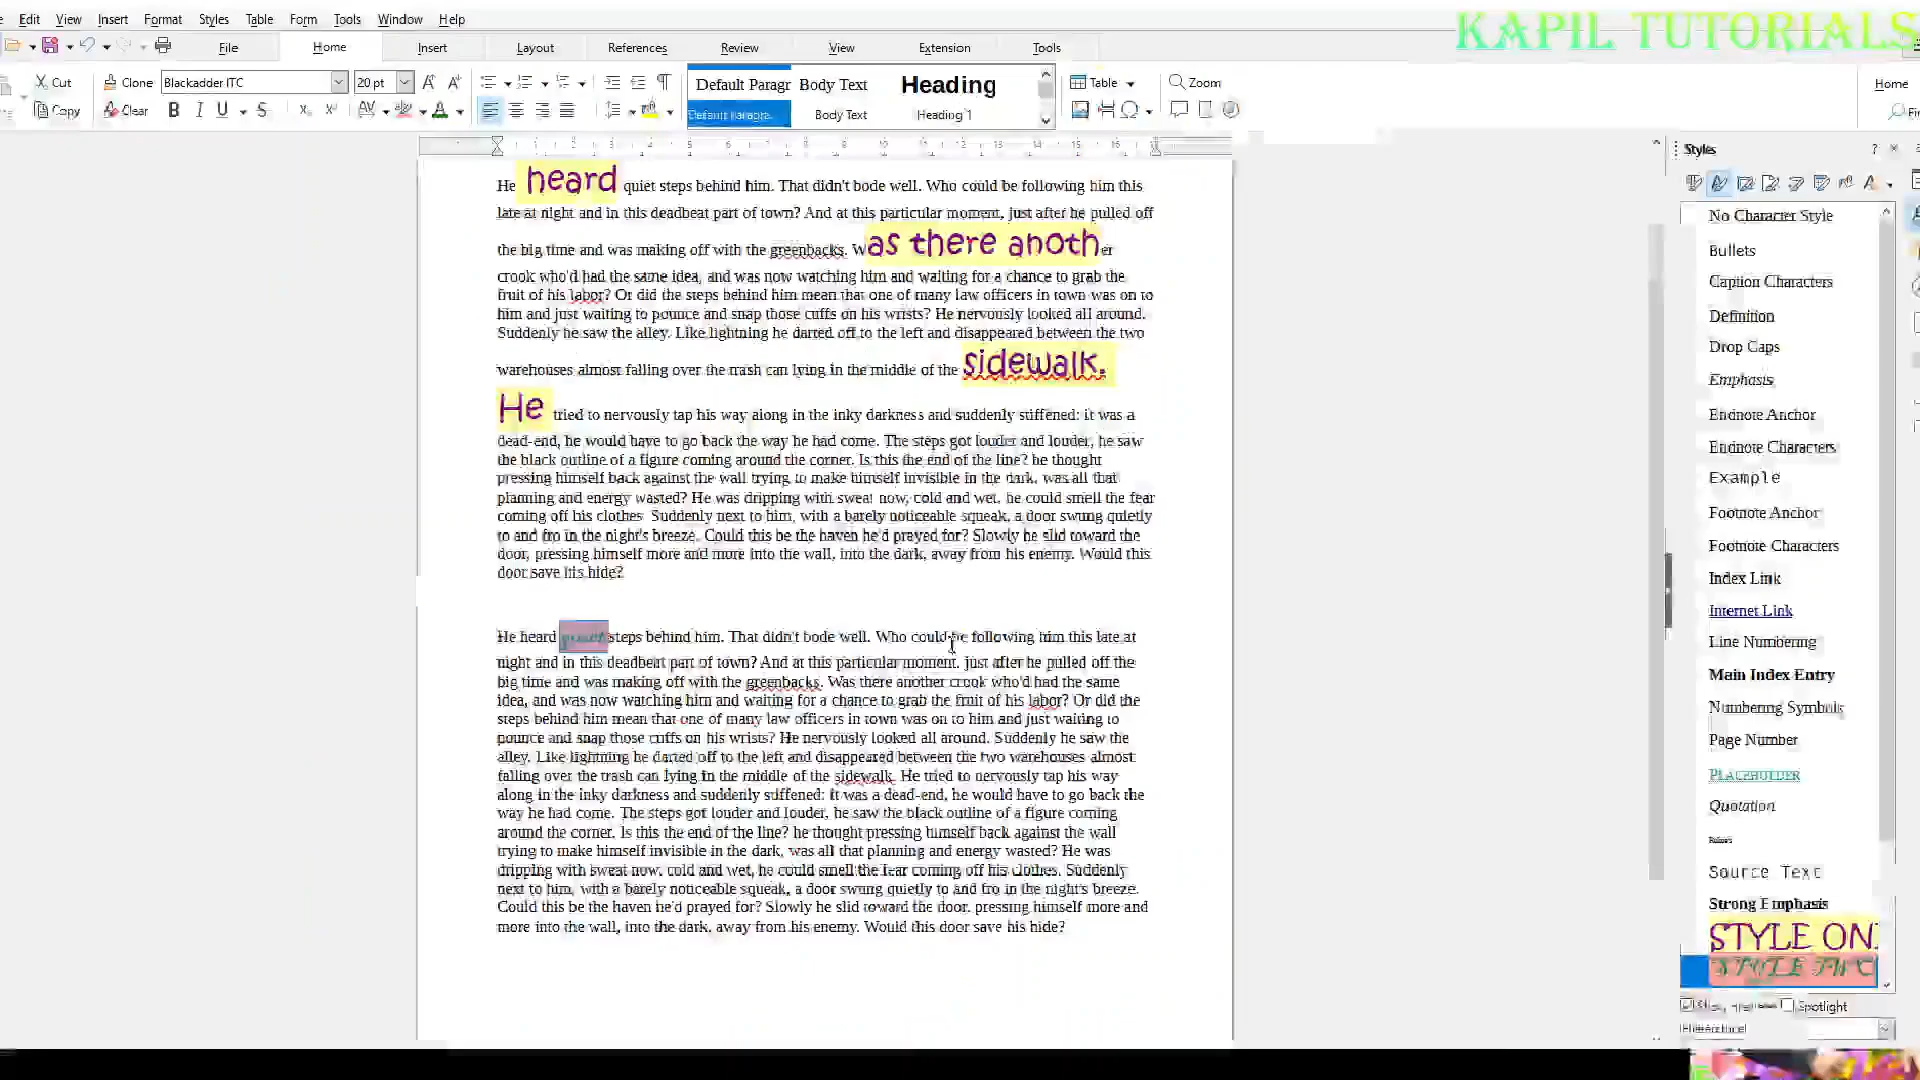 Edit View Insert Format Styles Table Form Tools Window Help
KAPIL TUTORIALS
File Home Insert Layout References Review View Extension Tools
Cut Clone Blackadder ITC 20 pt Default Paragr Body Text Heading Table Zoom Home
Copy Clear Default Paragra. Body Text Heading 1
Styles
He heard quiet steps behind him. That didn't bode well. Who could be following him this
late at night and in this deadbeat part of town? And at this particular moment, just after he pulled off
the big time and was making off with the greenbacks. Was there another
crook who'd had the same idea, and was now watching him and waiting for a chance to grab the
fruit of his labor? Or did the steps behind him mean that one of many law officers in town was on to
him and just waiting to pounce and snap those cuffs on his wrists? He nervously looked all around.
Suddenly he saw the alley. Like lightning he darted off to the left and disappeared between the two
warehouses almost falling over the trash can lying in the middle of the sidewalk.
He tried to nervously tap his way along in the inky darkness and suddenly stiffened: it was a
dead-end, he would have to go back the way he had come. The steps got louder and louder, he saw
the black outline of a figure coming around the corner. Is this the end of the line? he thought
pressing himself back against the wall trying to make himself invisible in the dark, was all that
planning and energy wasted? He was dripping with sweat now, cold and wet, he could smell the fear
coming off his clothes. Suddenly next to him, with a barely noticeable squeak, a door swung quietly
to and fro in the night's breeze. Could this be the haven he'd prayed for? Slowly he slid toward the
door, pressing himself more and more into the wall, into the dark, away from his enemy. Would this
door save his hide?
He heard quiet steps behind him. That didn't bode well. Who could be following him this late at
night and in this deadbeat part of town? And at this particular moment, just after he pulled off the
big time and was making off with the greenbacks. Was there another crook who'd had the same
idea, and was now watching him and waiting for a chance to grab the fruit of his labor? Or did the
steps behind him mean that one of many law officers in town was on to him and just waiting to
pounce and snap those cuffs on his wrists? He nervously looked all around. Suddenly he saw the
alley. Like lightning he darted off to the left and disappeared between the two warehouses almost
falling over the trash can lying in the middle of the sidewalk. He tried to nervously tap his way
along in the inky darkness and suddenly stiffened: it was a dead-end, he would have to go back the
way he had come. The steps got louder and louder, he saw the black outline of a figure coming
around the corner. Is this the end of the line? he thought pressing himself back against the wall
trying to make himself invisible in the dark, was all that planning and energy wasted? He was
dripping with sweat now, cold and wet, he could smell the fear coming off his clothes. Suddenly
next to him, with a barely noticeable squeak, a door swung quietly to and fro in the night's breeze.
Could this be the haven he'd prayed for? Slowly he slid toward the door, pressing himself more and
more into the wall, into the dark, away from his enemy. Would this door save his hide?
No Character Style
Bullets
Caption Characters
Definition
Drop Caps
Emphasis
Endnote Anchor
Endnote Characters
Example
Footnote Anchor
Footnote Characters
Index Link
Internet Link
Line Numbering
Main Index Entry
Numbering Symbols
Page Number
PLACEHOLDER
Quotation
Source Text
Strong Emphasis
STYLE ON
STYLE TWO
Spotlight
Hierarchical